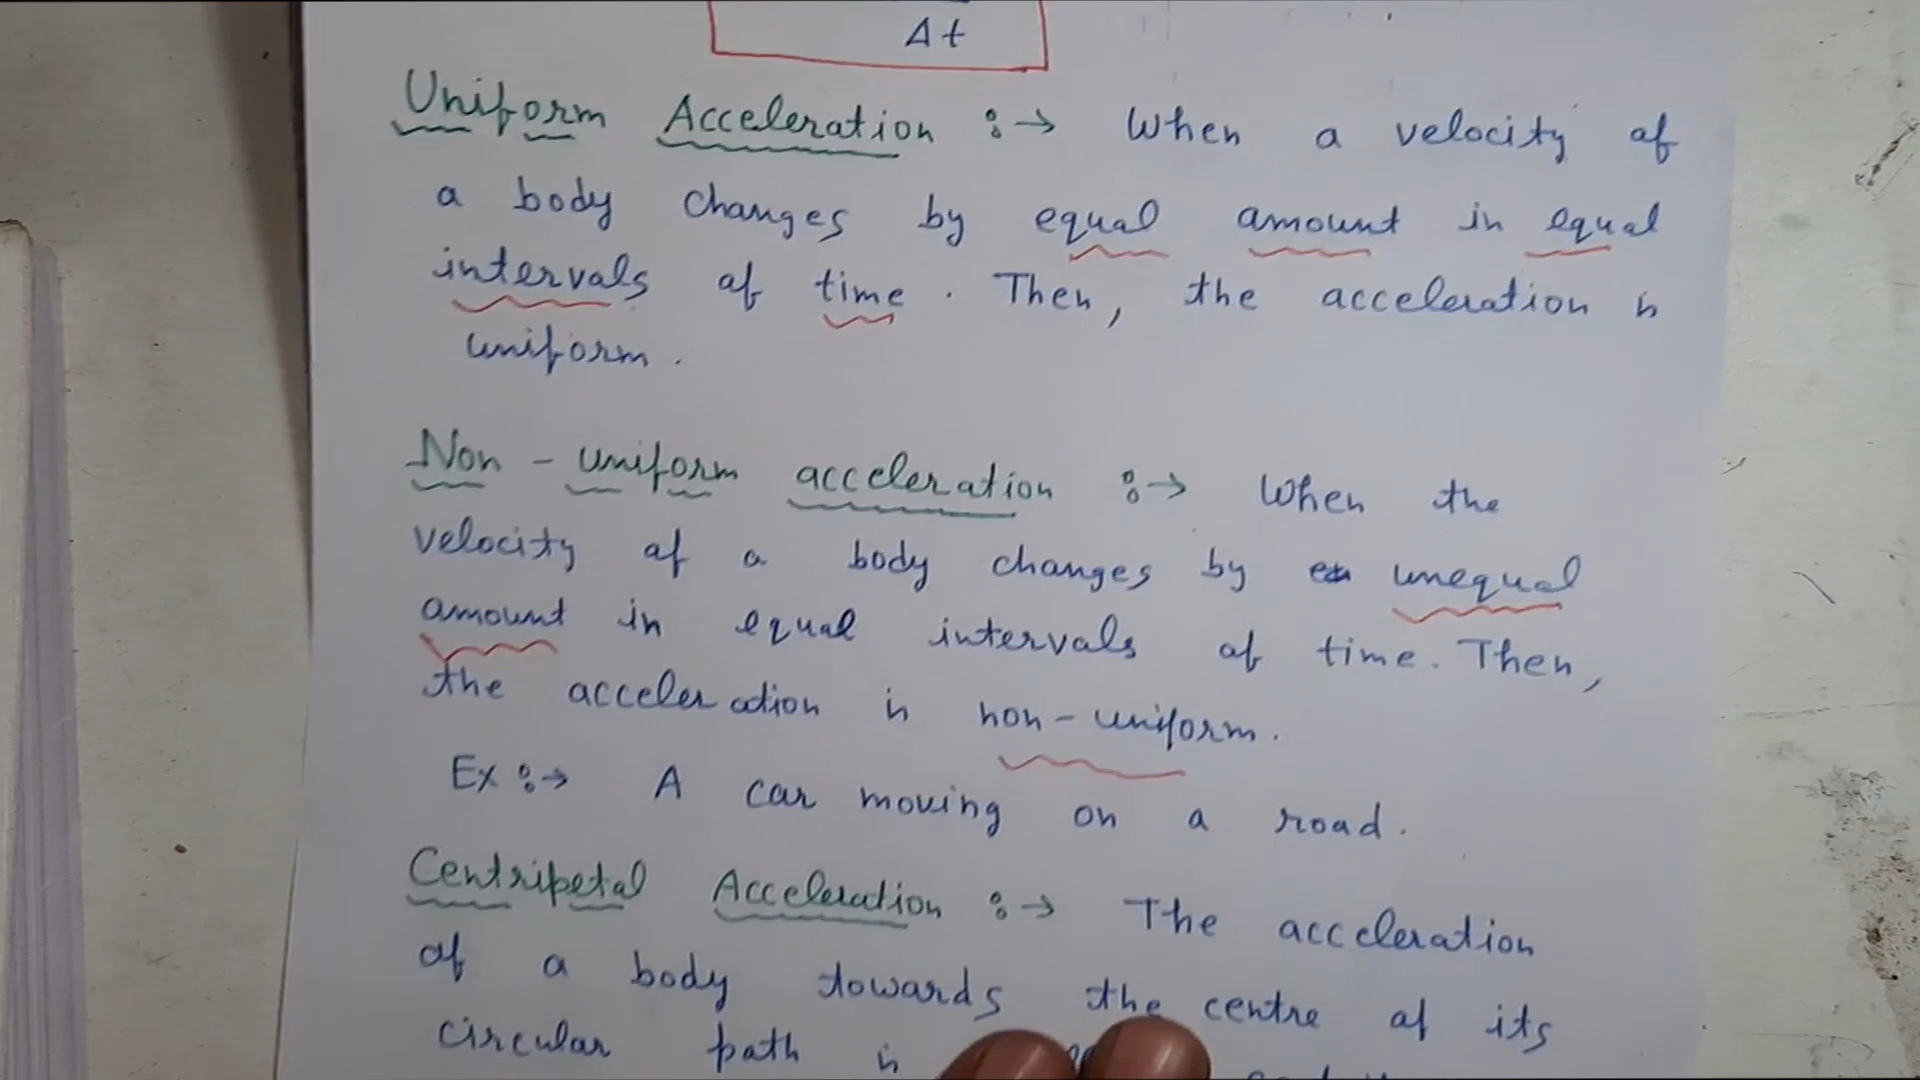 Δt
Uniform Acceleration :→ When a velocity of
a body changes by equal amount in equal
intervals of time. Then, the acceleration is
uniform.
Non-uniform acceleration :→ When the
velocity of a body changes by unequal
amount in equal intervals of time. Then,
the acceleration is non-uniform.
Ex :→ A car moving on a road.
Centripetal Acceleration :→ The acceleration
of a body towards the centre of its
circular path is